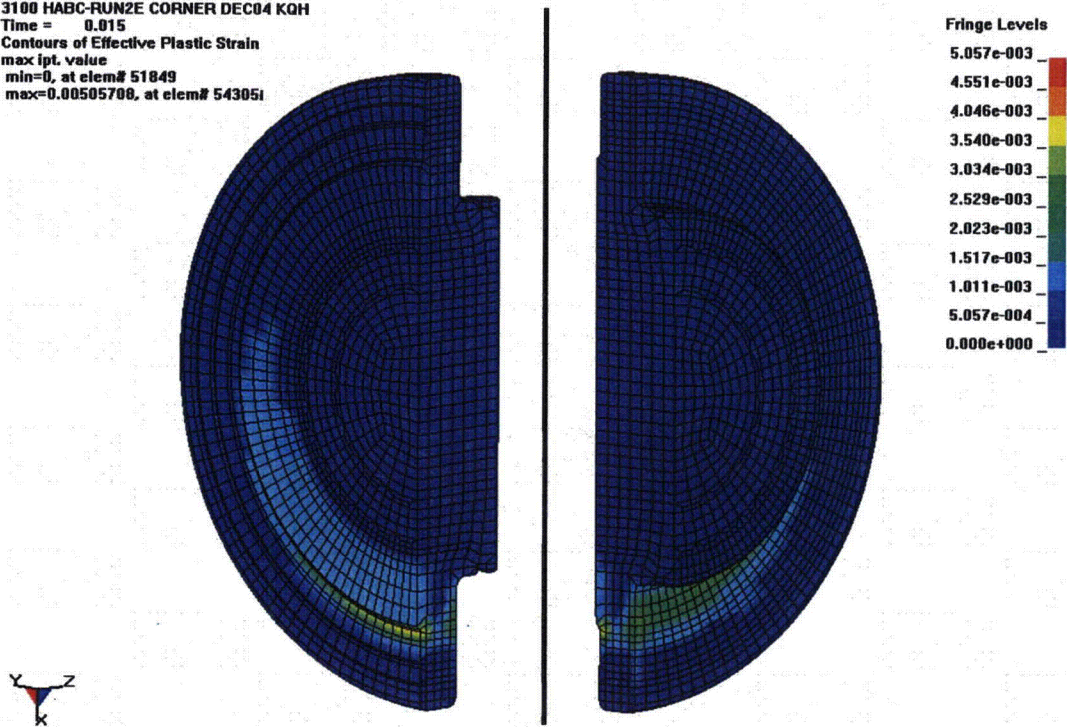 3100 HABC-RUN2E CORNER DEC04 KQH
Time = 0.015
Contours of Effective Plastic Strain
max ipt. value
min=0, at elem# 51849
max=0.00505708, at elem# 54305i
Fringe Levels
5.057e-003
4.551e-003
4.046e-003
3.540e-003
3.034e-003
2.529e-003
2.023e-003
1.517e-003
1.011e-003
5.057e-004
0.000e+000
Y Z
X